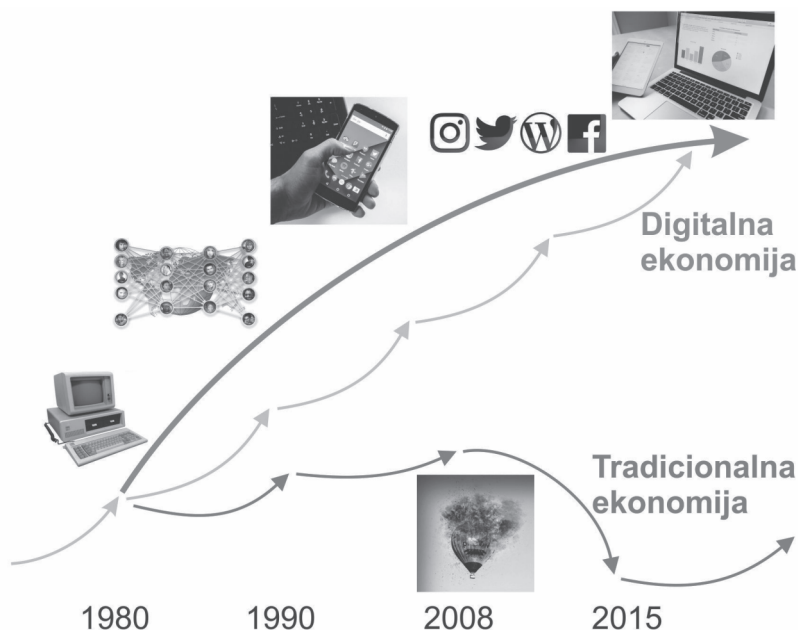 Digitalna
ekonomija
Tradicionalna
ekonomija
1980 1990 2008 2015